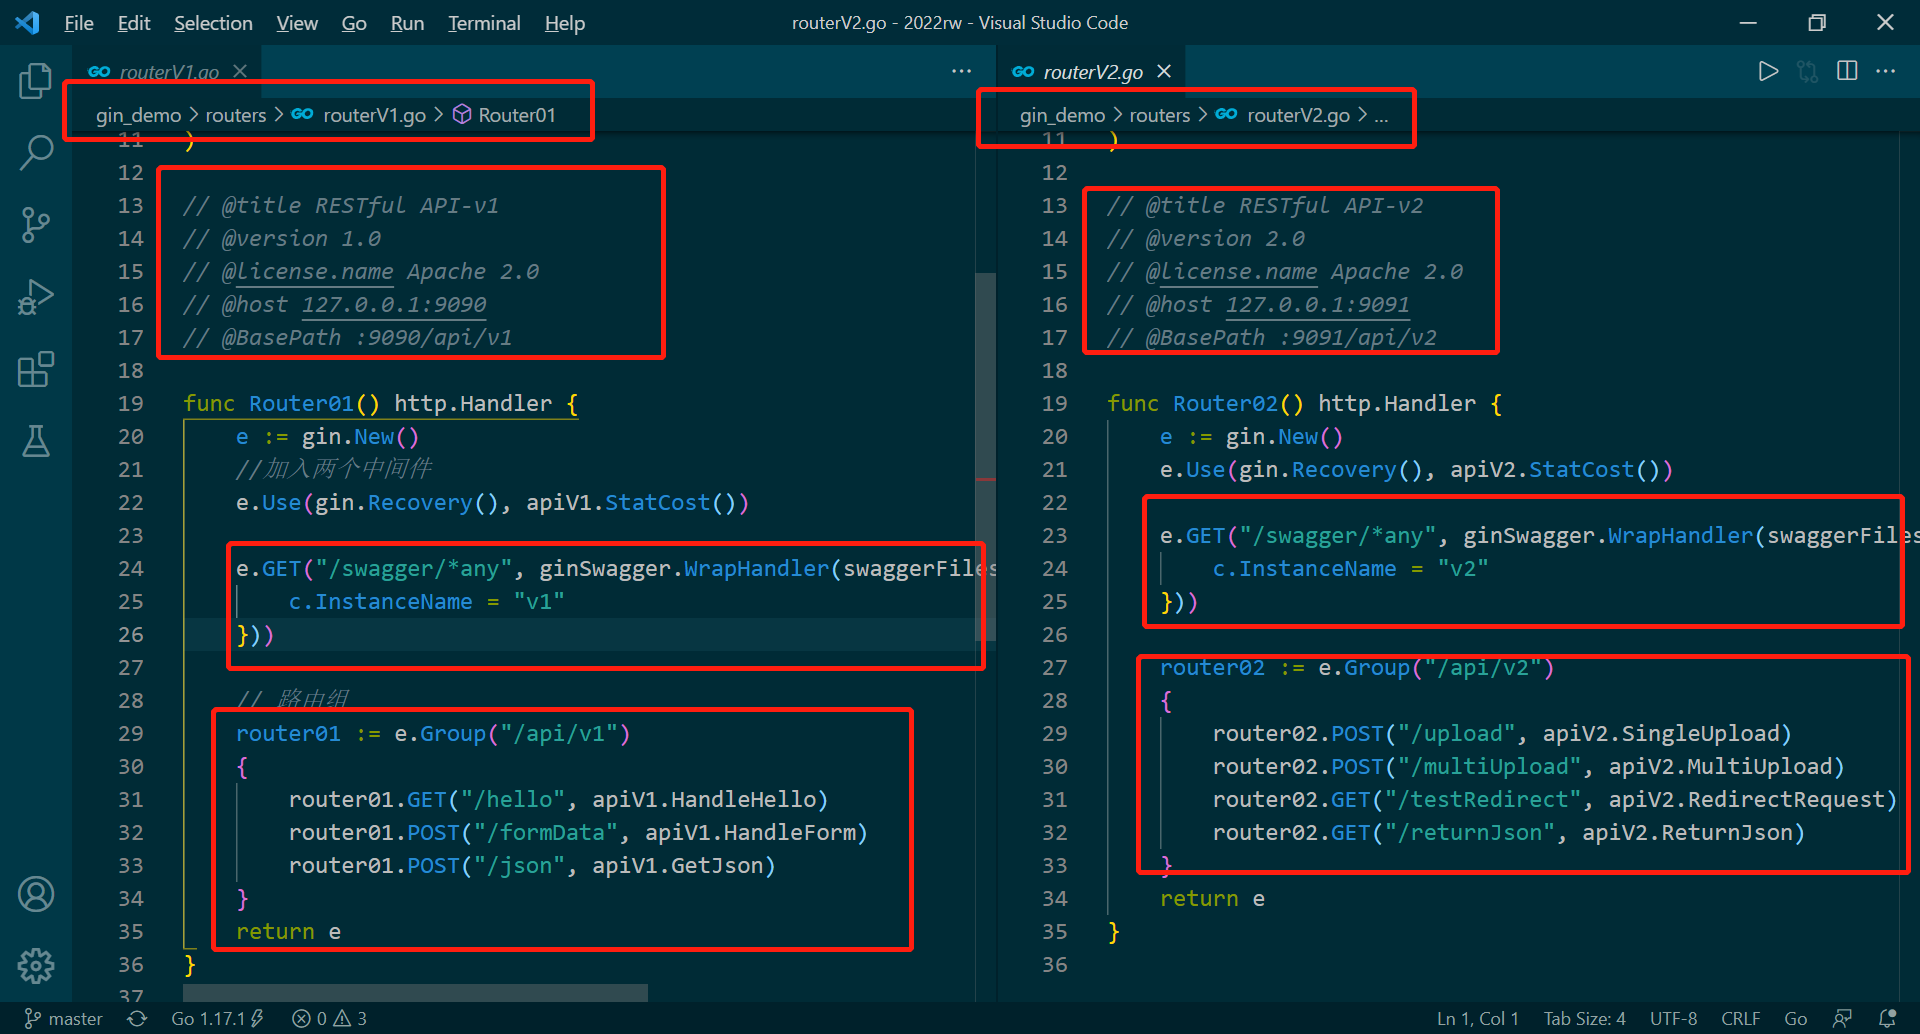 File Edit Selection View Go Run Terminal Help
routerV2.go - 2022rw - Visual Studio Code
routerV1.go
gin_demo > routers > GO routerV1.go > Router01
11 )
12
13 // @title RESTful API-v1
14 // @version 1.0
15 // @license.name Apache 2.0
16 // @host 127.0.0.1:9090
17 // @BasePath :9090/api/v1
18
19 func Router01() http.Handler {
20 e := gin.New()
21 //加入两个中间件
22 e.Use(gin.Recovery(), apiV1.StatCost())
23
24 e.GET("/swagger/*any", ginSwagger.WrapHandler(swaggerFiles
25 c.InstanceName = "v1"
26 }))
27
28 // 路由组
29 router01 := e.Group("/api/v1")
30 {
31 router01.GET("/hello", apiV1.HandleHello)
32 router01.POST("/formData", apiV1.HandleForm)
33 router01.POST("/json", apiV1.GetJson)
34 }
35 return e
36 }
37
GO routerV2.go
gin_demo > routers > GO routerV2.go > ...
11 )
12
13 // @title RESTful API-v2
14 // @version 2.0
15 // @license.name Apache 2.0
16 // @host 127.0.0.1:9091
17 // @BasePath :9091/api/v2
18
19 func Router02() http.Handler {
20 e := gin.New()
21 e.Use(gin.Recovery(), apiV2.StatCost())
22
23 e.GET("/swagger/*any", ginSwagger.WrapHandler(swaggerFiles
24 c.InstanceName = "v2"
25 }))
26
27 router02 := e.Group("/api/v2")
28 {
29 router02.POST("/upload", apiV2.SingleUpload)
30 router02.POST("/multiUpload", apiV2.MultiUpload)
31 router02.GET("/testRedirect", apiV2.RedirectRequest)
32 router02.GET("/returnJson", apiV2.ReturnJson)
33 }
34 return e
35 }
36
master Go 1.17.1 0 3 Ln 1, Col 1 Tab Size: 4 UTF-8 CRLF Go